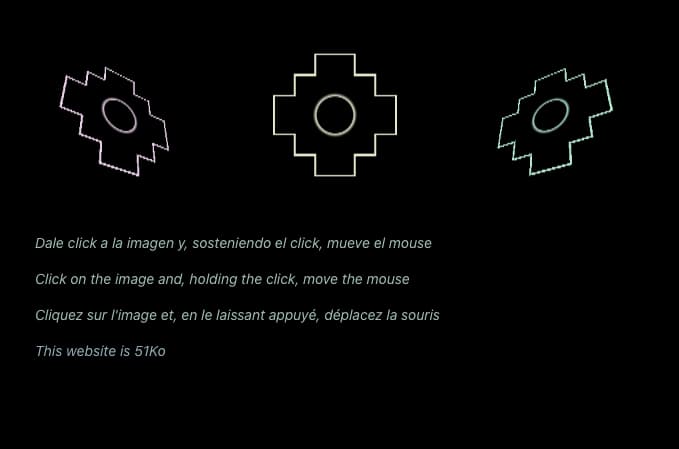 Dale click a la imagen y, sosteniendo el click, mueve el mouse
Click on the image and, holding the click, move the mouse
Cliquez sur l'image et, en le laissant appuyé, déplacez la souris
This website is 51Ko